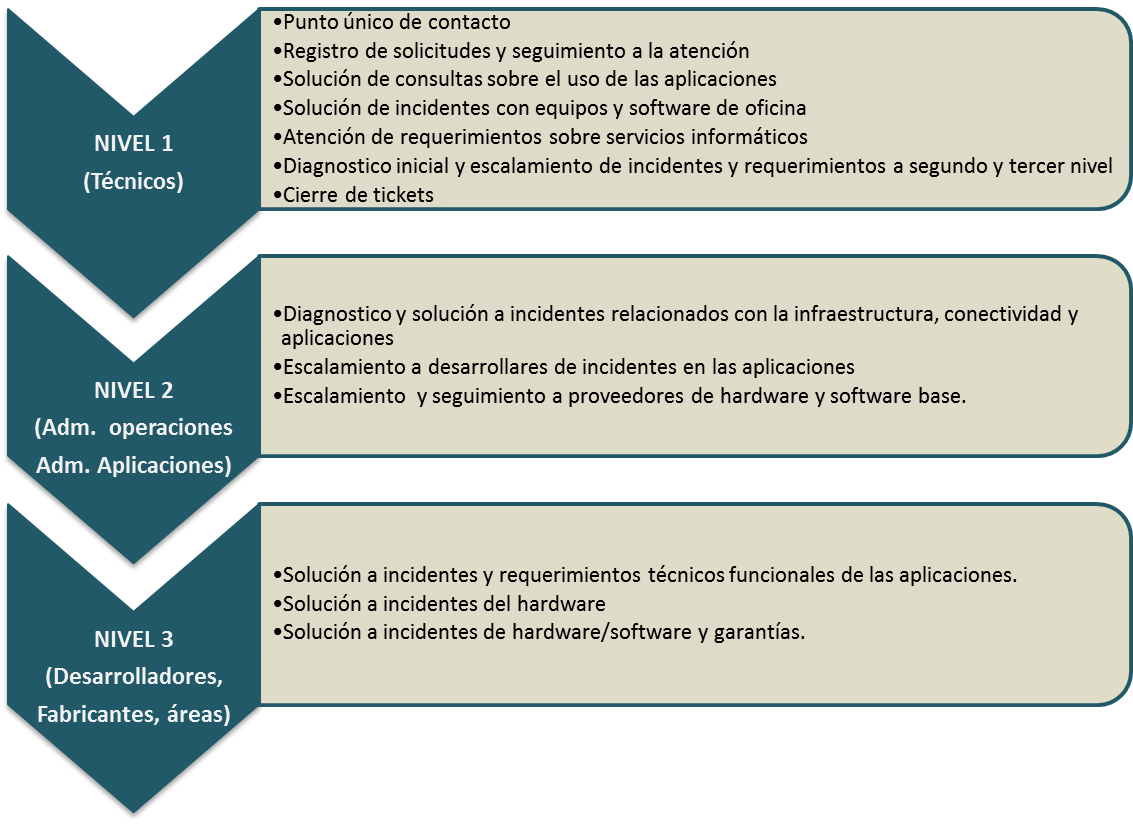 NIVEL 1
(Técnicos)
•Punto único de contacto
•Registro de solicitudes y seguimiento a la atención
•Solución de consultas sobre el uso de las aplicaciones
•Solución de incidentes con equipos y software de oficina
•Atención de requerimientos sobre servicios informáticos
•Diagnostico inicial y escalamiento de incidentes y requerimientos a segundo y tercer nivel
•Cierre de tickets
NIVEL 2
(Adm. operaciones
Adm. Aplicaciones)
•Diagnostico y solución a incidentes relacionados con la infraestructura, conectividad y
aplicaciones
•Escalamiento a desarrollares de incidentes en las aplicaciones
•Escalamiento y seguimiento a proveedores de hardware y software base.
NIVEL 3
(Desarrolladores,
Fabricantes, áreas)
•Solución a incidentes y requerimientos técnicos funcionales de las aplicaciones.
•Solución a incidentes del hardware
•Solución a incidentes de hardware/software y garantías.